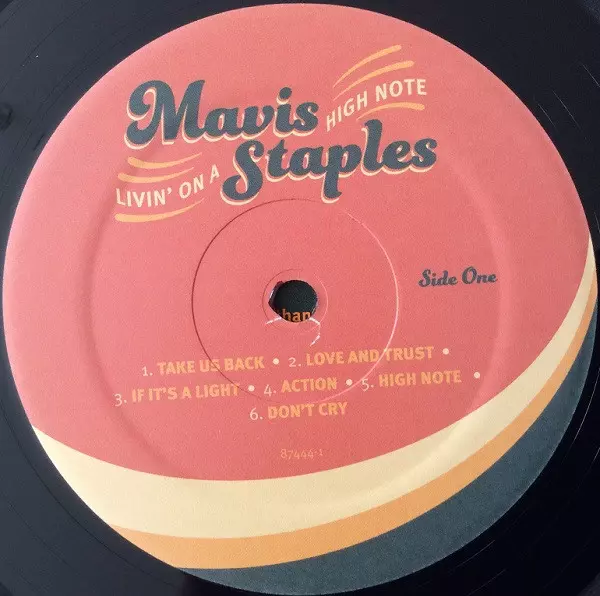 Mavis
HIGH NOTE
LIVIN' ON A
Staples
Side One
han
1. TAKE US BACK • 2. LOVE AND TRUST •
3. IF IT'S A LIGHT • 4. ACTION • 5. HIGH NOTE •
6. DON'T CRY
87444-1